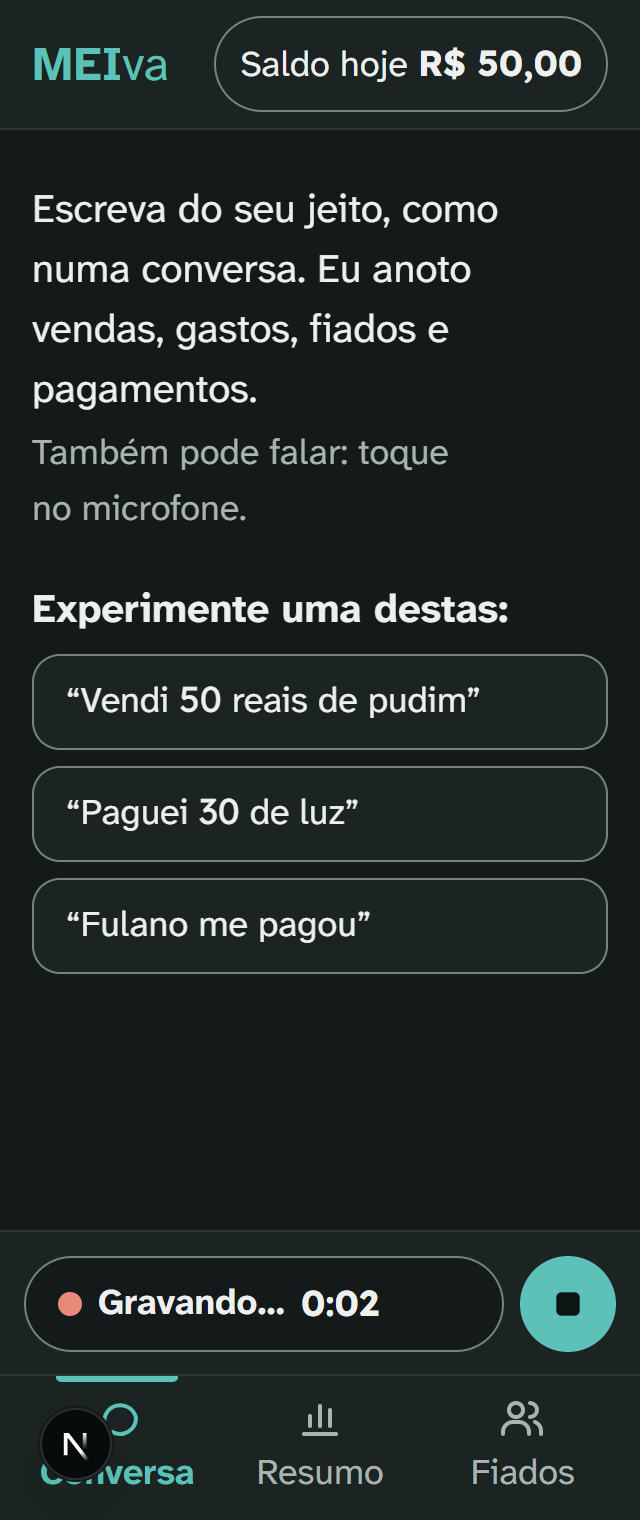 MEIva
Saldo hoje R$ 50,00
Escreva do seu jeito, como
numa conversa. Eu anoto
vendas, gastos, fiados e
pagamentos.
Também pode falar: toque
no microfone.
Experimente uma destas:
“Vendi 50 reais de pudim”
“Paguei 30 de luz”
“Fulano me pagou”
Gravando... 0:02
N
Conversa
Resumo
Fiados